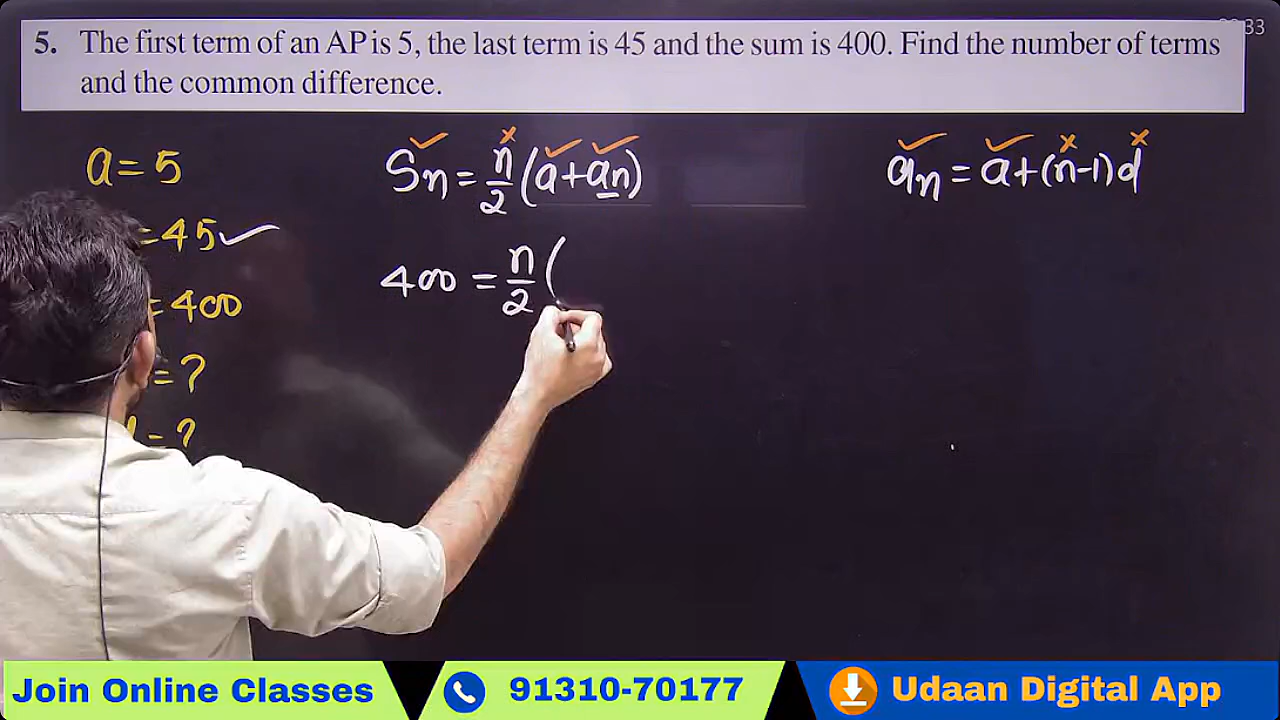 5. The first term of an AP is 5, the last term is 45 and the sum is 400. Find the number of terms
and the common difference.
a = 5
= 45 ✓
= 400
= ?
= ?
Sn = n/2 (a + an)
400 = n/2 (
an = a + (n-1)d
Join Online Classes
91310-70177
Udaan Digital App